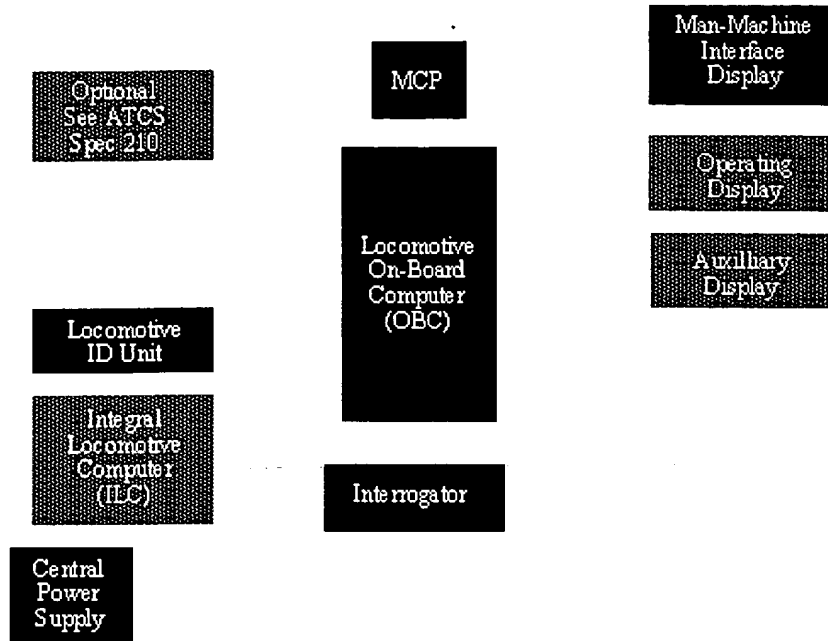 Optional
See ATCS
Spec 210
Locomotive
ID Unit
Integral
Locomotive
Computer
(ILC)
Central
Power
Supply
MCP
Locomotive
On-Board
Computer
(OBC)
Interrogator
Man-Machine
Interface
Display
Operating
Display
Auxilliary
Display